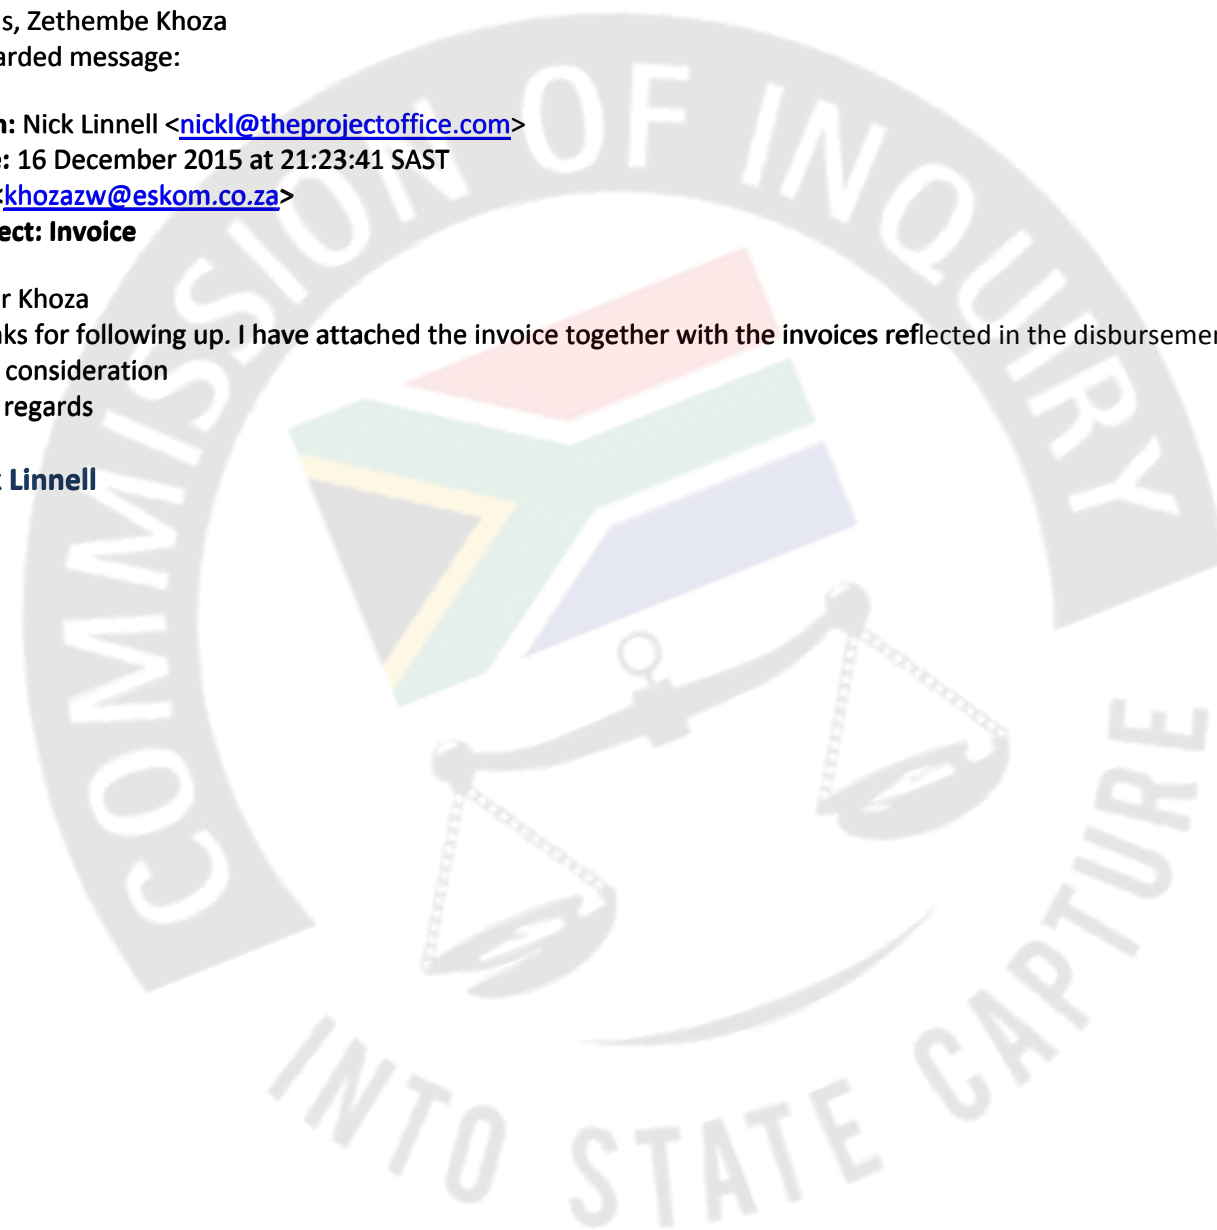 s, Zethembe Khoza
arded message:
n: Nick Linnell <nickl@theprojectoffice.com>
e: 16 December 2015 at 21:23:41 SAST
<khozazw@eskom.co.za>
ect: Invoice
r Khoza
nks for following up. I have attached the invoice together with the invoices reflected in the disbursemen
consideration
regards
k Linnell
COMMISSION OF INQUIRY
INTO STATE CAPTURE